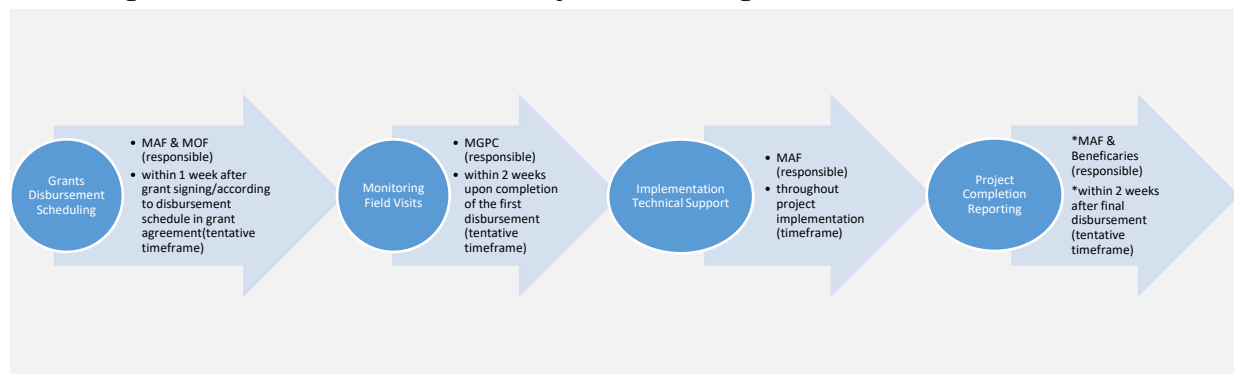 Grants
Disbursement
Scheduling
• MAF & MOF
(responsible)
• within 1 week after
grant signing/according
to disbursement
schedule in grant
agreement(tentative
timeframe)
Monitoring
Field Visits
• MGPC
(responsible)
• within 2 weeks
upon completion
of the first
disbursement
(tentative
timeframe)
Implementation
Technical Support
• MAF
(responsible)
• throughout
project
implementation
(timeframe)
Project
Completion
Reporting
*MAF &
Beneficaries
(responsible)
*within 2 weeks
after final
disbursement
(tentative
timeframe)